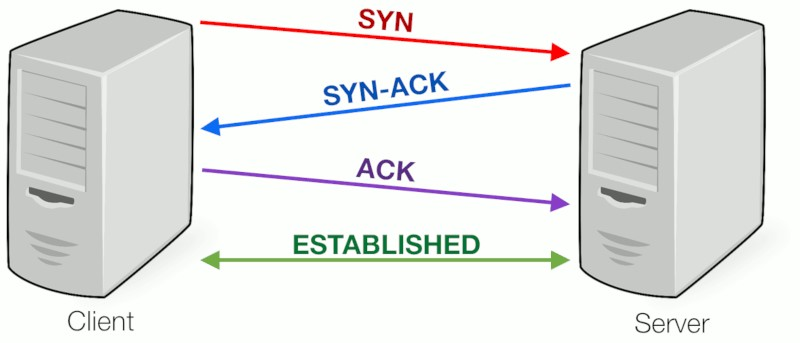 SYN
SYN-ACK
ACK
ESTABLISHED
Client
Server